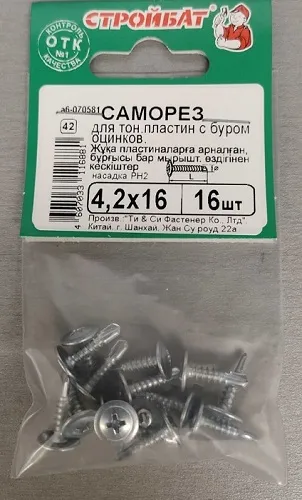 СТРОЙБАТ®
КОНТРОЛЬ
ОТК
№1
КАЧЕСТВА
аб-070581
42
САМОРЕЗ
для тон.пластин с буром
оцинков.
Жұқа пластиналарға арналған,
бұрғысы бар мырышт. өздігінен
кескіштер
насадка PH2
L
4,2х16
16шт
Произв. "Ти & Си Фастенер Ко., Лтд".
Китай, г. Шанхай, Жан Су роуд 22а